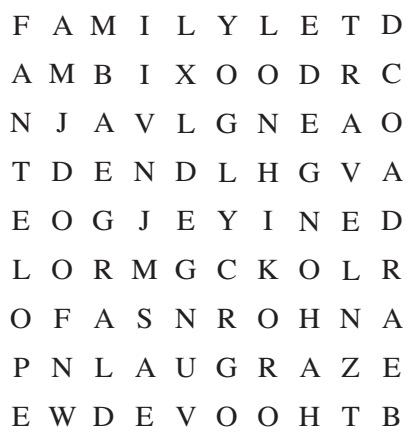 F A M I L Y L E T D
A M B I X O O D R C
N J A V L G N E A O
T D E N D L H G V A
E O G J E Y I N E D
L O R M G C K O L R
O F A S N R O H N A
P N L A U G R A Z E
E W D E V O O H T B